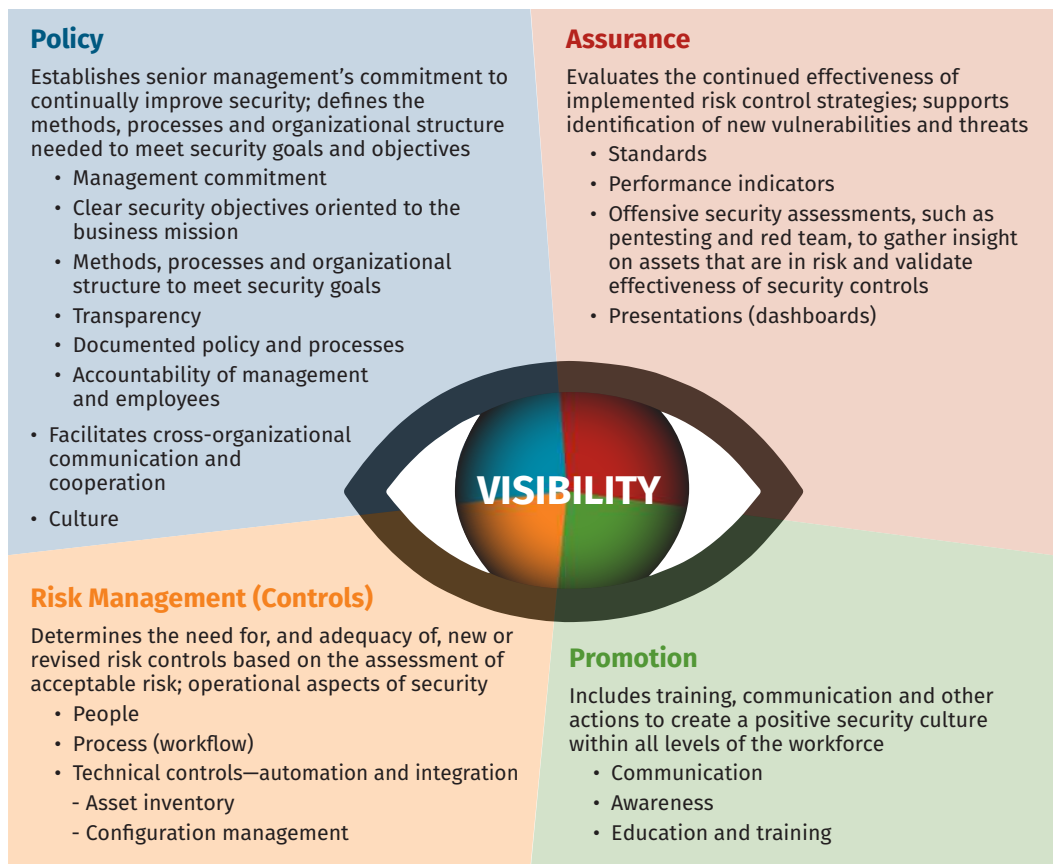 Policy
Establishes senior management’s commitment to
continually improve security; defines the
methods, processes and organizational structure
needed to meet security goals and objectives
• Management commitment
• Clear security objectives oriented to the
business mission
• Methods, processes and organizational
structure to meet security goals
• Transparency
• Documented policy and processes
• Accountability of management
and employees
• Facilitates cross-organizational
communication and
cooperation
• Culture
Assurance
Evaluates the continued effectiveness of
implemented risk control strategies; supports
identification of new vulnerabilities and threats
• Standards
• Performance indicators
• Offensive security assessments, such as
pentesting and red team, to gather insight
on assets that are in risk and validate
effectiveness of security controls
• Presentations (dashboards)
VISIBILITY
Risk Management (Controls)
Determines the need for, and adequacy of, new or
revised risk controls based on the assessment of
acceptable risk; operational aspects of security
• People
• Process (workflow)
• Technical controls—automation and integration
- Asset inventory
- Configuration management
Promotion
Includes training, communication and other
actions to create a positive security culture
within all levels of the workforce
• Communication
• Awareness
• Education and training